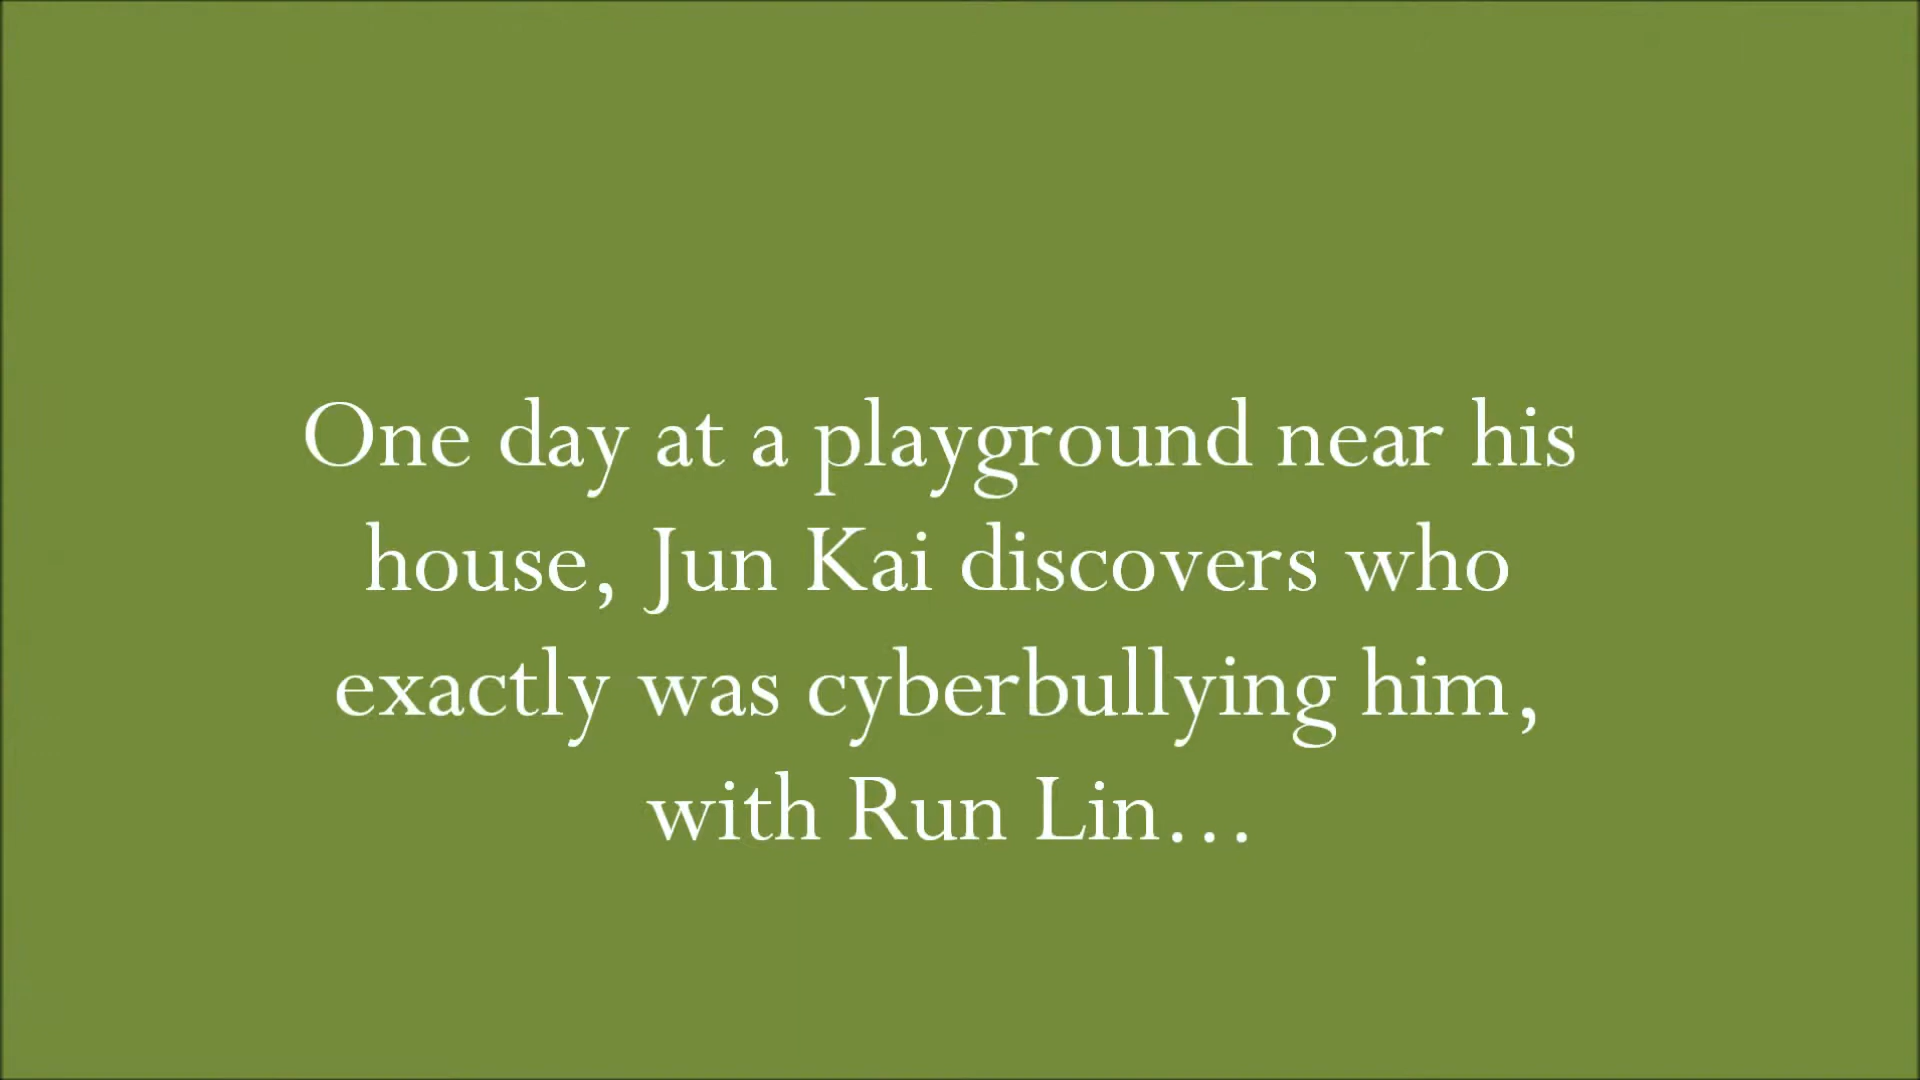 One day at a playground near his
house, Jun Kai discovers who
exactly was cyberbullying him,
with Run Lin...